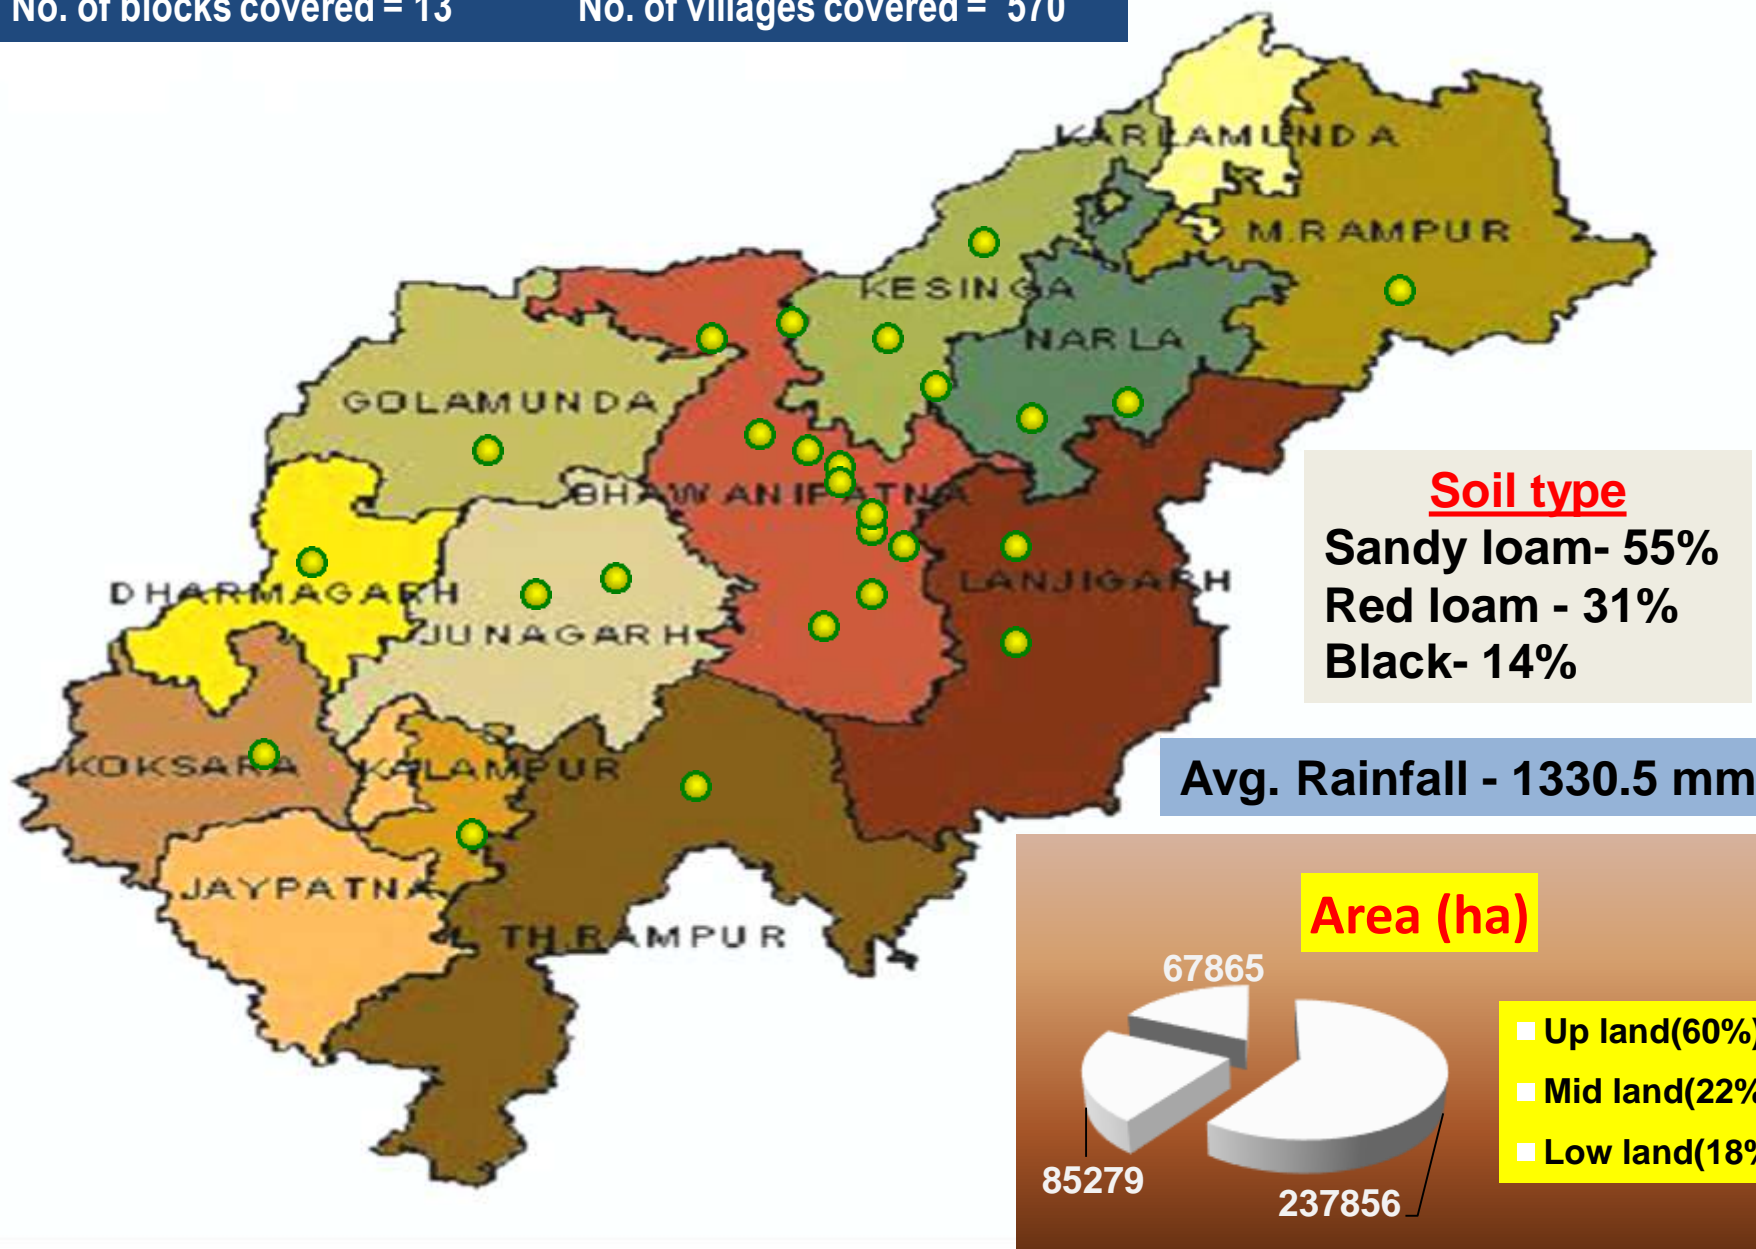 No. of blocks covered = 13 No. of villages covered = 570
KARLAMUNDA
M.RAMPUR
KESINGA
NARLA
GOLAMUNDA
BHAWANIPATNA
Soil type
Sandy loam- 55%
Red loam - 31%
Black- 14%
DHARMAGARH
LANJIGARH
JUNAGARH
KOKSARA
KALAMPUR
Avg. Rainfall - 1330.5 mm
JAYPATNA
TH.RAMPUR
Area (ha)
67865
85279
237856
Up land(60%)
Mid land(22%
Low land(18%